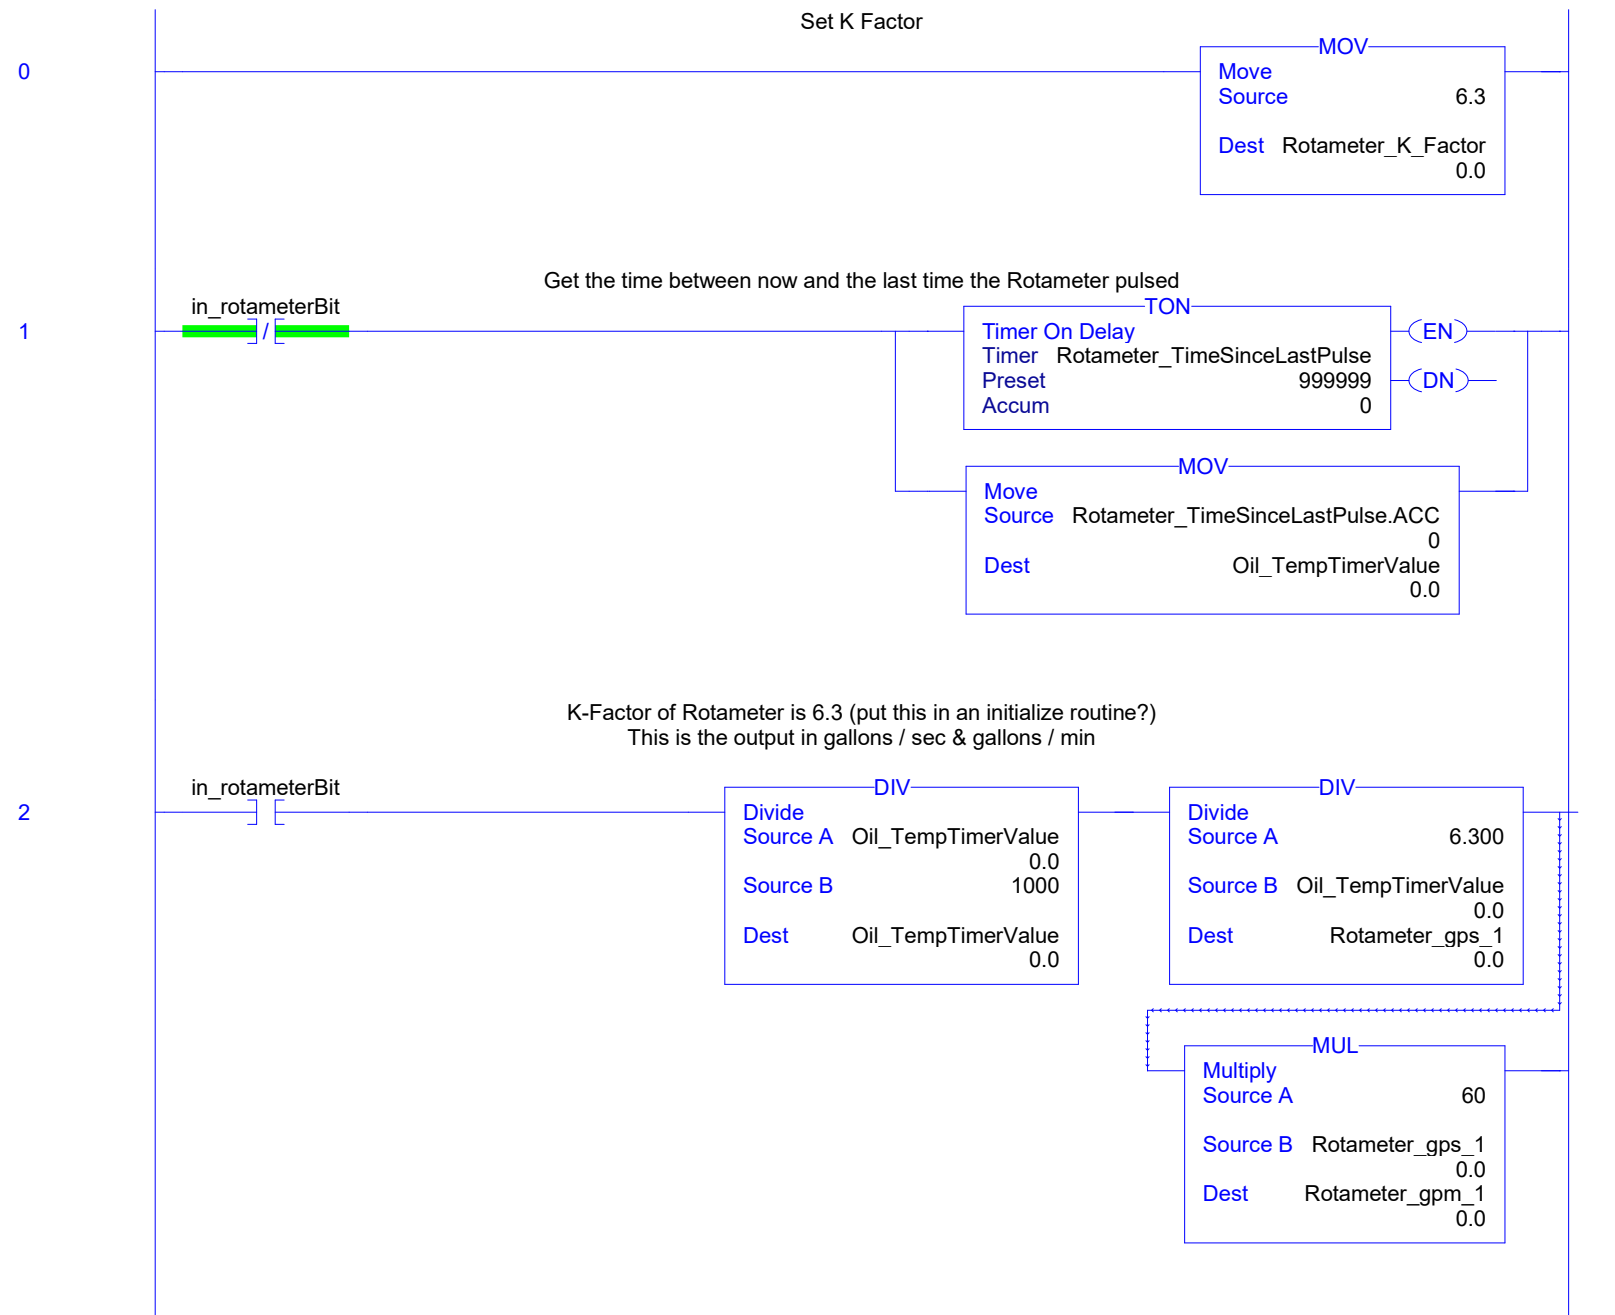 Set K Factor
0
MOV
Move
Source 6.3
Dest Rotameter_K_Factor
0.0
Get the time between now and the last time the Rotameter pulsed
in_rotameterBit
1
/
TON
Timer On Delay
Timer Rotameter_TimeSinceLastPulse
Preset 999999
Accum 0
EN
DN
MOV
Move
Source Rotameter_TimeSinceLastPulse.ACC
0
Dest Oil_TempTimerValue
0.0
K-Factor of Rotameter is 6.3 (put this in an initialize routine?)
This is the output in gallons / sec & gallons / min
in_rotameterBit
2
DIV
Divide
Source A Oil_TempTimerValue
0.0
Source B 1000
Dest Oil_TempTimerValue
0.0
DIV
Divide
Source A 6.300
Source B Oil_TempTimerValue
0.0
Dest Rotameter_gps_1
0.0
MUL
Multiply
Source A 60
Source B Rotameter_gps_1
0.0
Dest Rotameter_gpm_1
0.0